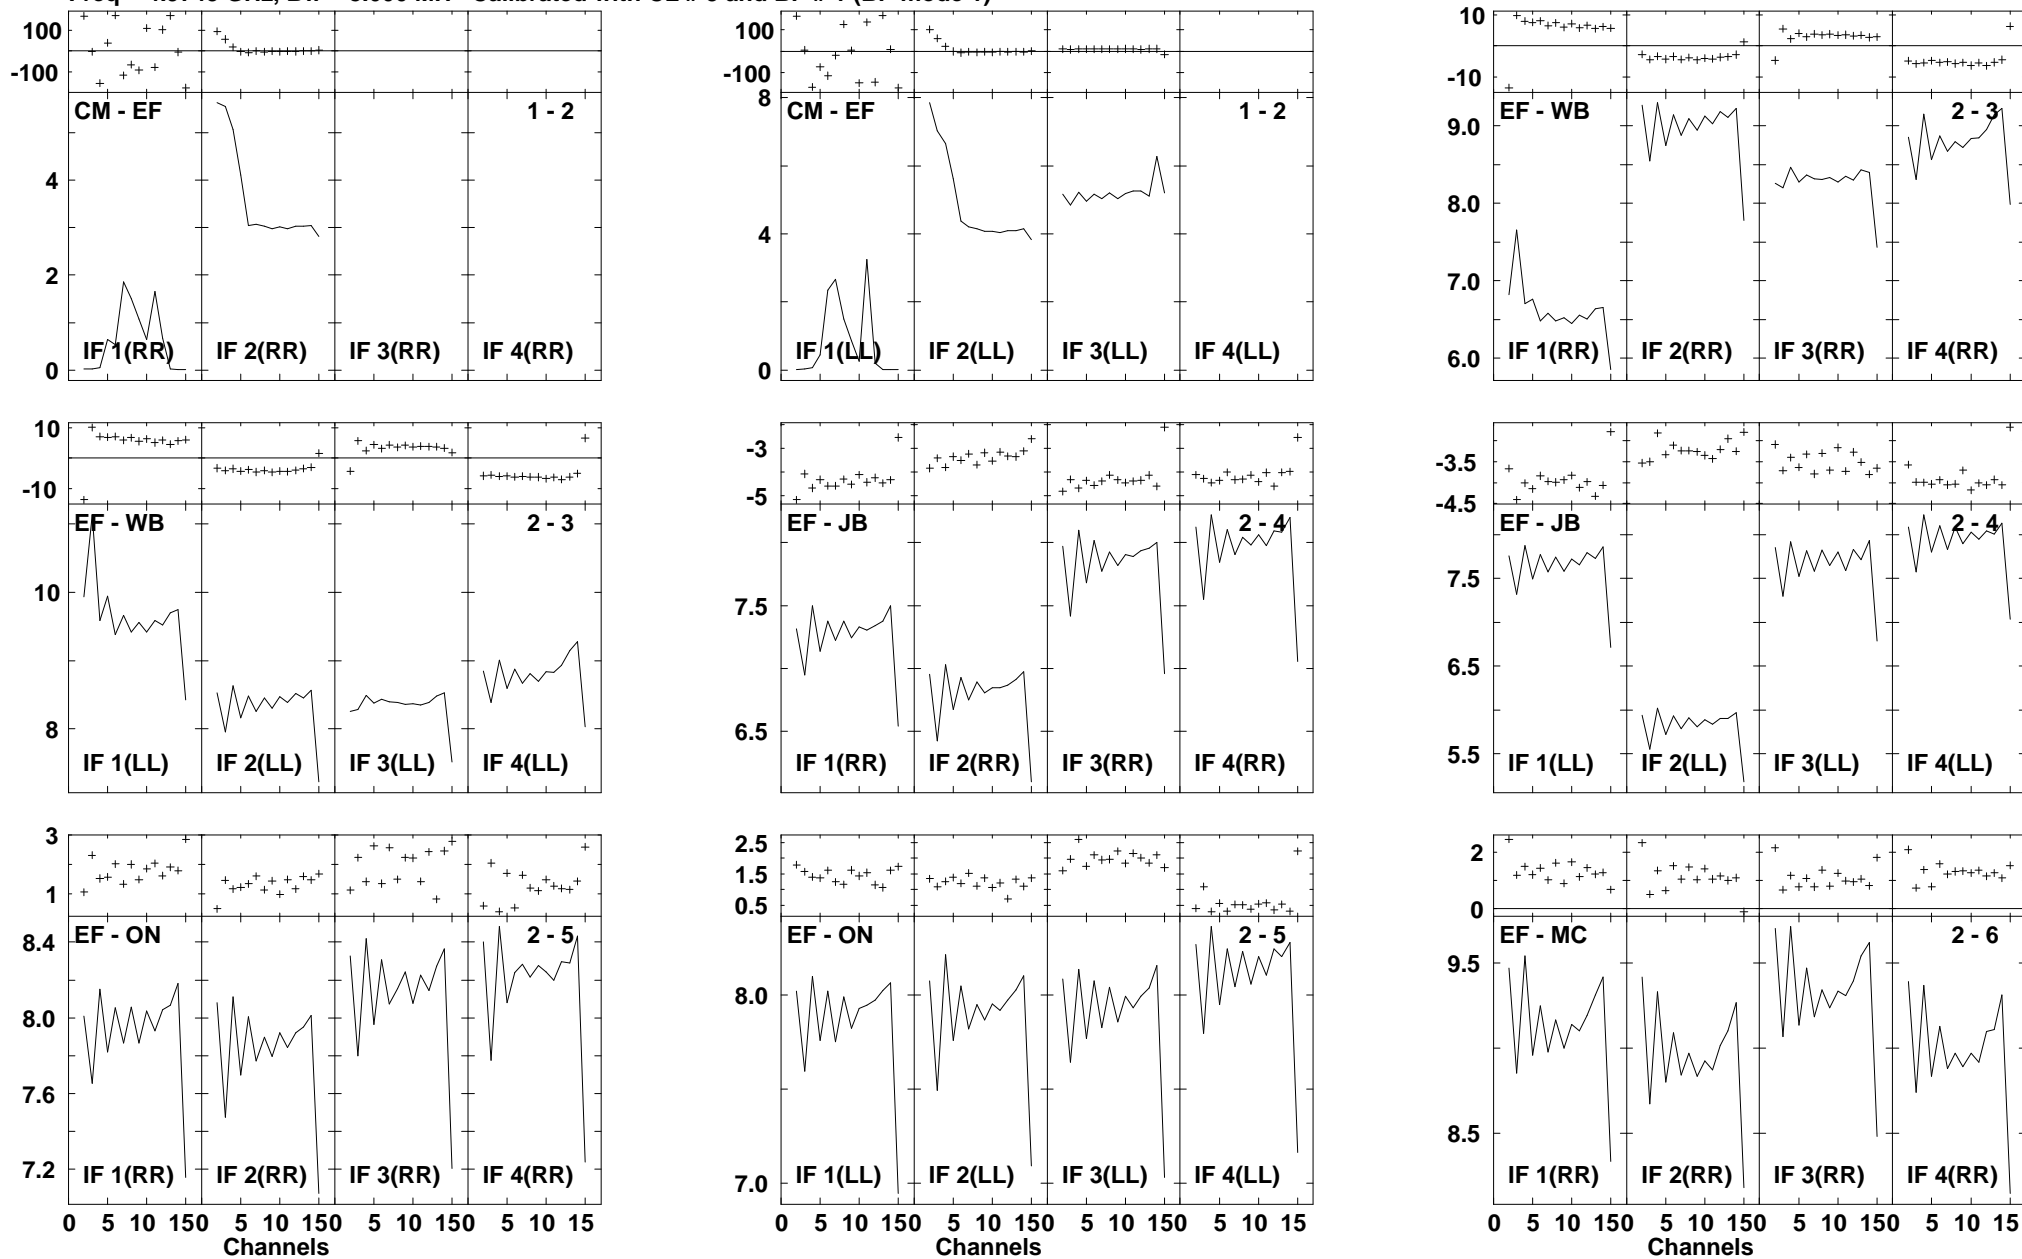 100
-100
CM - EF
1 - 2
4
2
0
IF 1(RR)
IF 2(RR)
IF 3(RR)
IF 4(RR)
100
-100
8
CM - EF
1 - 2
4
0
IF 1(LL)
IF 2(LL)
IF 3(LL)
IF 4(LL)
10
-10
EF - WB
2 - 3
9.0
8.0
7.0
6.0
IF 1(RR)
IF 2(RR)
IF 3(RR)
IF 4(RR)
10
-10
EF - WB
2 - 3
10
8
IF 1(LL)
IF 2(LL)
IF 3(LL)
IF 4(LL)
-3
-5
EF - JB
2 - 4
7.5
6.5
IF 1(RR)
IF 2(RR)
IF 3(RR)
IF 4(RR)
-3.5
-4.5
EF - JB
2 - 4
7.5
6.5
5.5
IF 1(LL)
IF 2(LL)
IF 3(LL)
IF 4(LL)
3
1
EF - ON
2 - 5
8.4
8.0
7.6
7.2
IF 1(RR)
IF 2(RR)
IF 3(RR)
IF 4(RR)
0 5 10 150 5 10 150 5 10 150 5 10 15
Channels
2.5
1.5
0.5
EF - ON
2 - 5
8.0
7.0
IF 1(LL)
IF 2(LL)
IF 3(LL)
IF 4(LL)
0 5 10 150 5 10 150 5 10 150 5 10 15
Channels
2
0
EF - MC
2 - 6
9.5
8.5
IF 1(RR)
IF 2(RR)
IF 3(RR)
IF 4(RR)
0 5 10 150 5 10 150 5 10 150 5 10 15
Channels